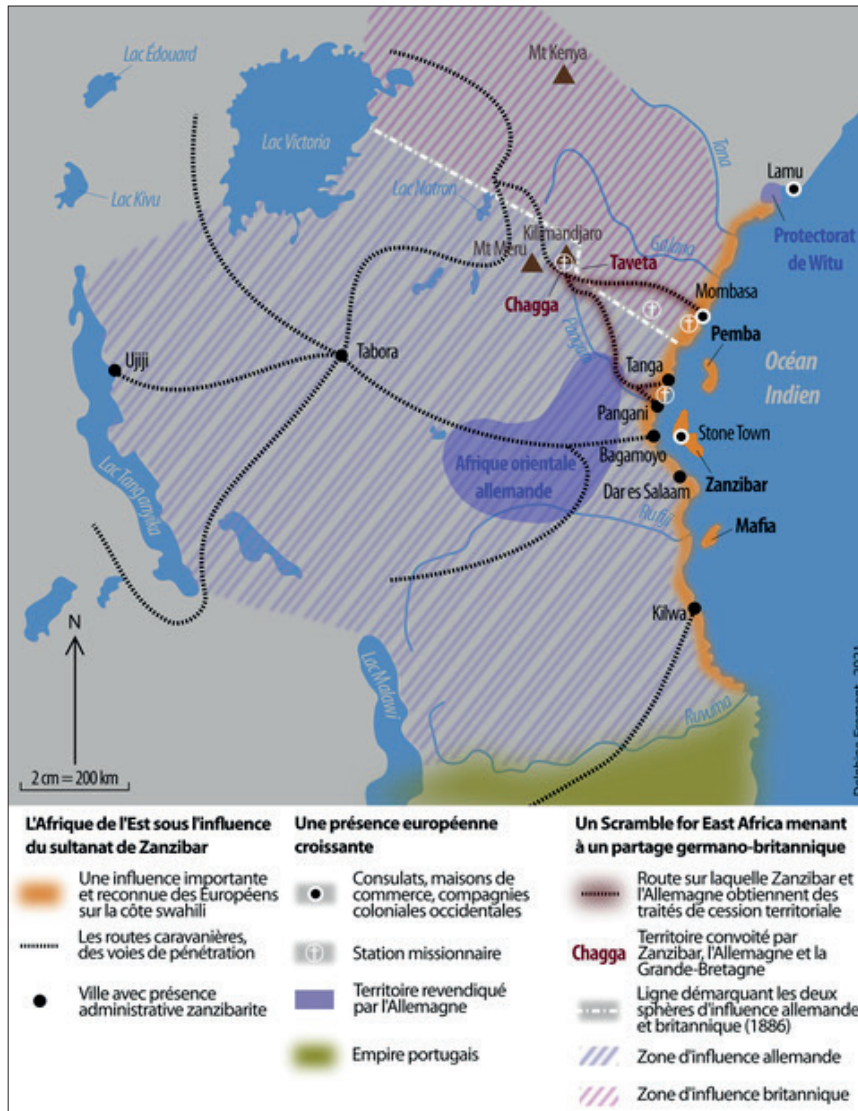 Lac Édouard
Mt Kenya
Lac Victoria
Tana
Lac Kivu
Lac Natron
Lamu
Protectorat
de Witu
Kilimandjaro
Mt Meru
Galana
Taveta
Chagga
Mombasa
Pangani
Pemba
Ujiji
Tabora
Tanga
Océan
Indien
Pangani
Stone Town
Bagamoyo
Afrique orientale
allemande
Zanzibar
Lac Tanganyika
Dar es Salaam
Rufiji
Mafia
Kilwa
N
Lac Malawi
Ruvuma
2 cm = 200 km
L'Afrique de l'Est sous l'influence
du sultanat de Zanzibar
Une influence importante
et reconnue des Européens
sur la côte swahili
Les routes caravanières,
des voies de pénétration
Ville avec présence
administrative zanzibarite
Une présence européenne
croissante
Consulats, maisons de
commerce, compagnies
coloniales occidentales
Station missionnaire
Territoire revendiqué
par l'Allemagne
Empire portugais
Un Scramble for East Africa menant
à un partage germano-britannique
Route sur laquelle Zanzibar et
l'Allemagne obtiennent des
traités de cession territoriale
Chagga
Territoire convoité par
Zanzibar, l'Allemagne et la
Grande-Bretagne
Ligne démarquant les deux
sphères d'influence allemande
et britannique (1886)
Zone d'influence allemande
Zone d'influence britannique